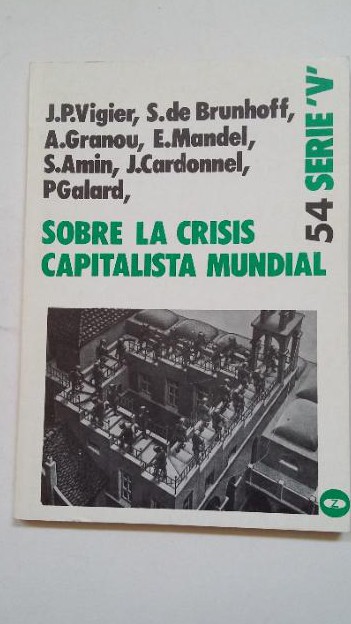 J.P.Vigier, S.de Brunhoff,
A.Granou, E.Mandel,
S.Amin, J.Cardonnel,
PGalard,
SOBRE LA CRISIS
CAPITALISTA MUNDIAL
54 SERIE 'V'
Z